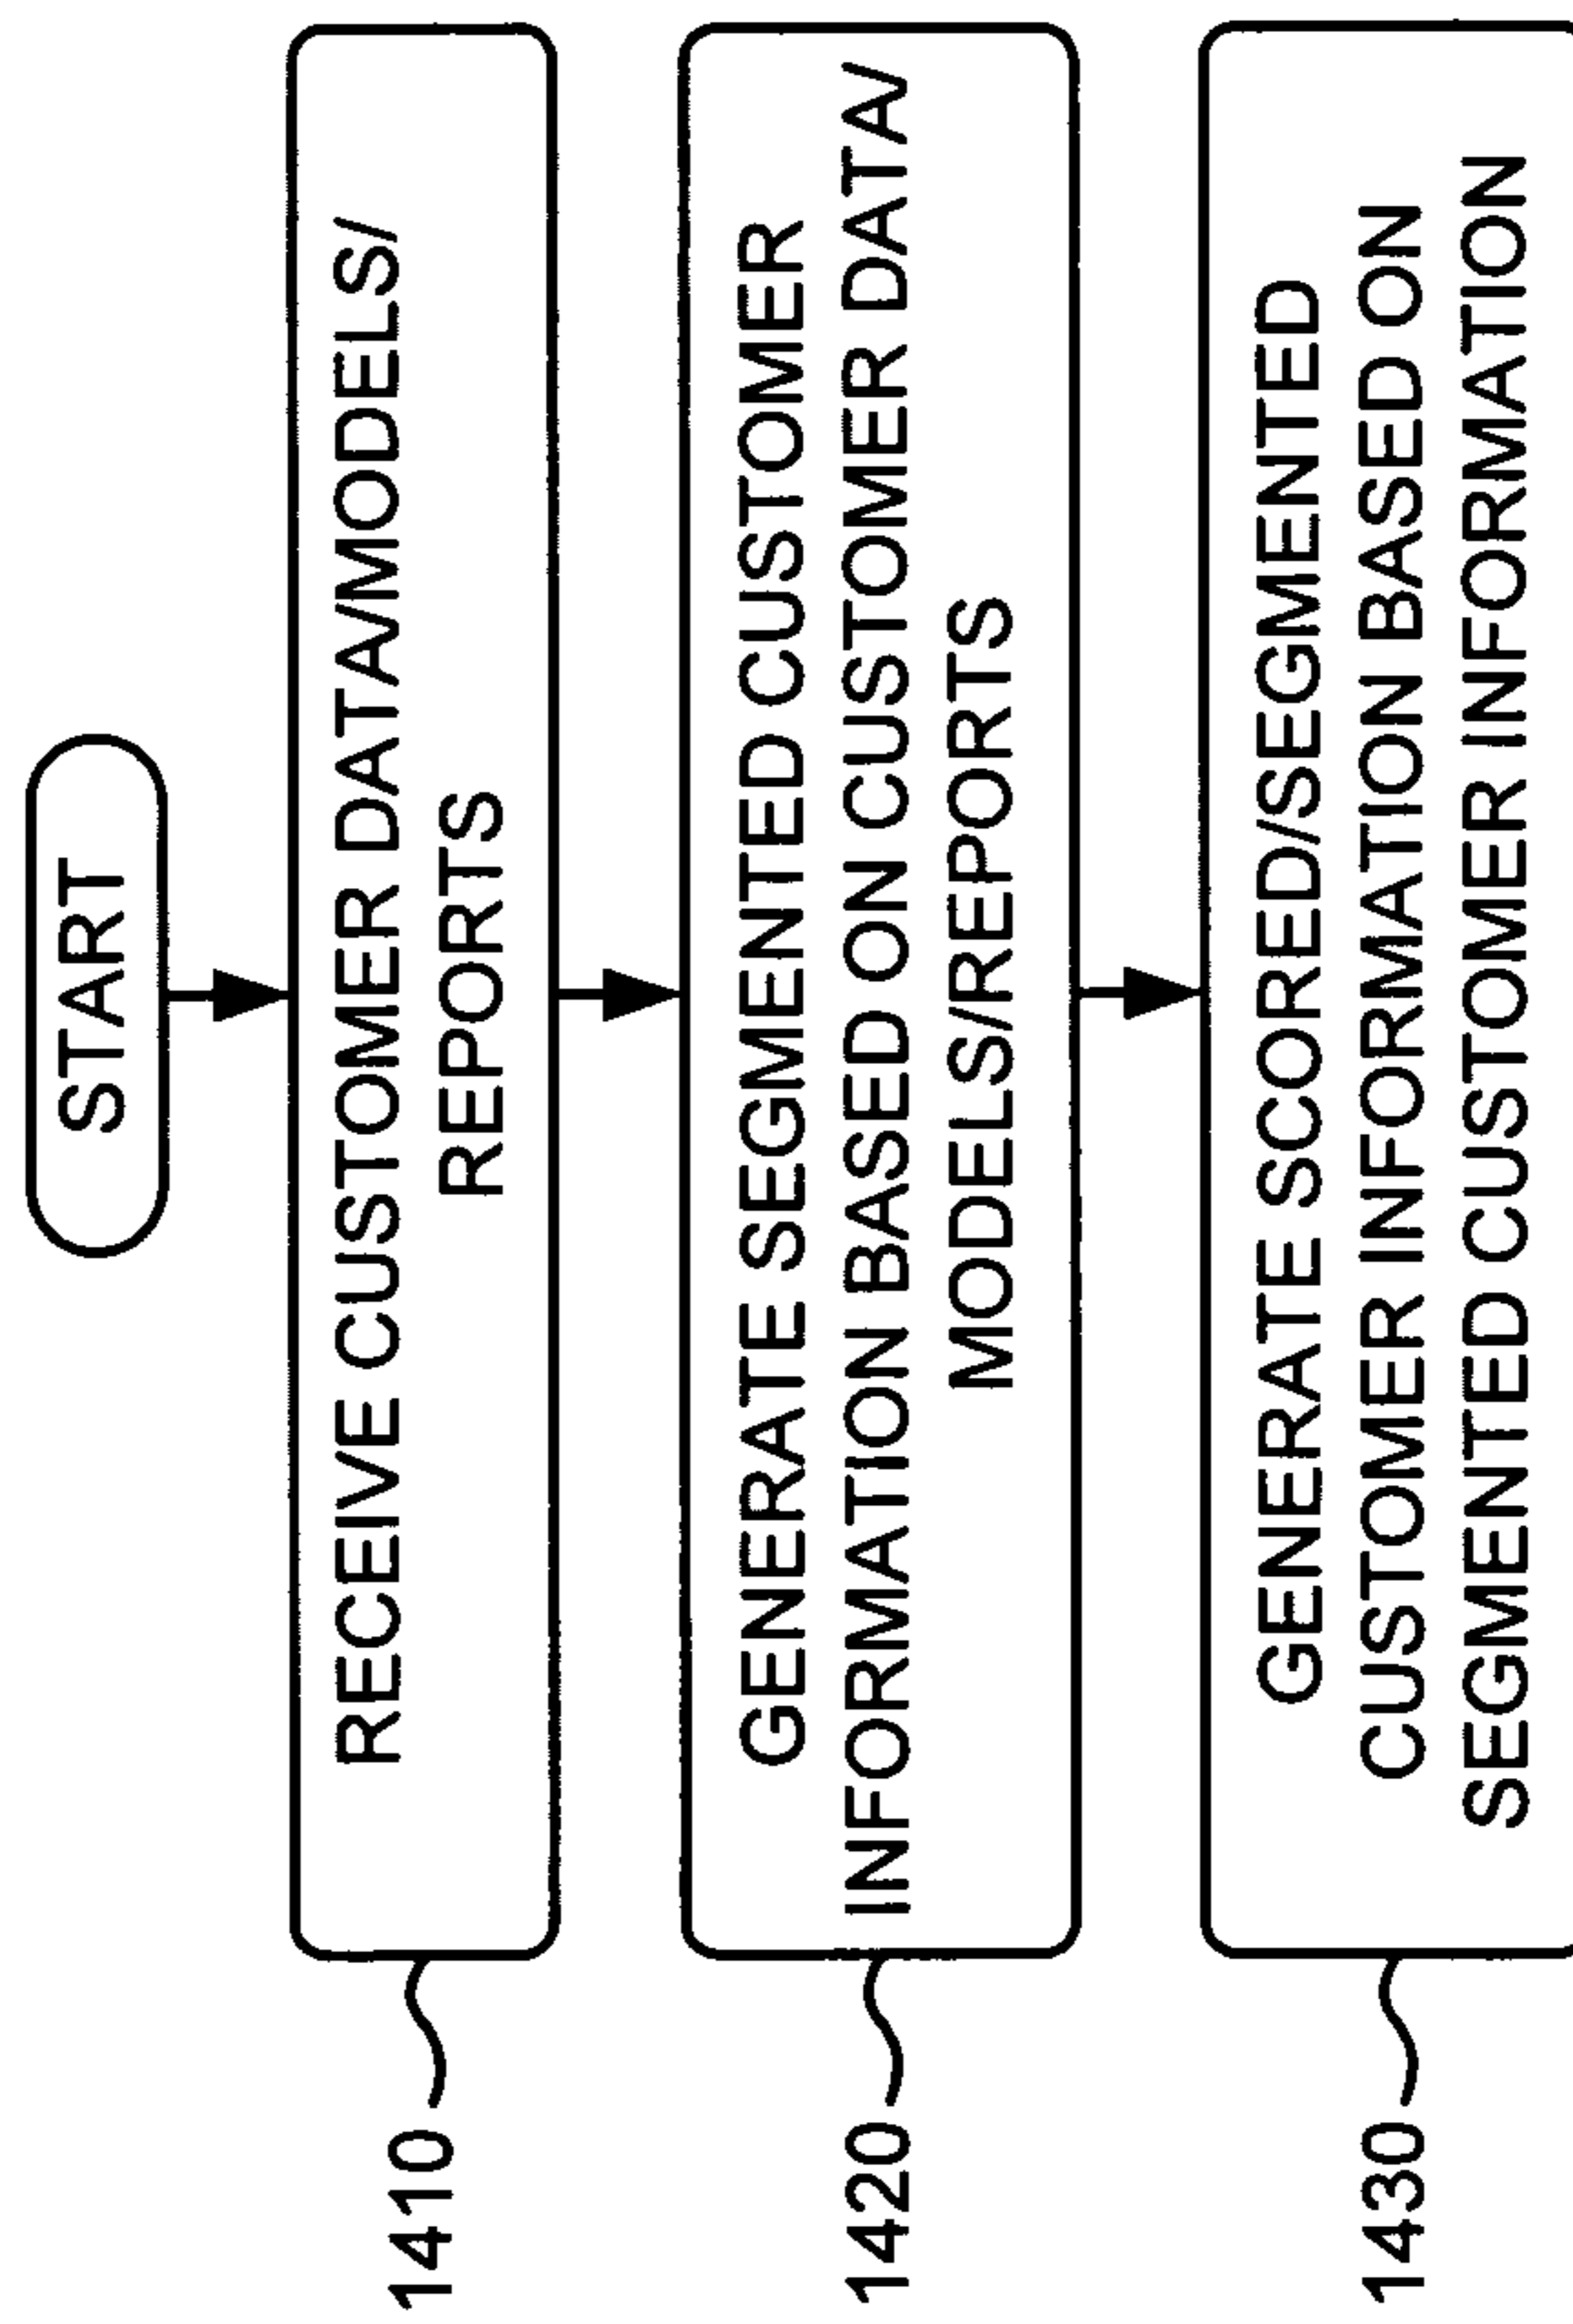 START
1410
RECEIVE CUSTOMER DATA/MODELS/
REPORTS
1420
GENERATE SEGMENTED CUSTOMER
INFORMATION BASED ON CUSTOMER DATA/
MODELS/REPORTS
1430
GENERATE SCORED/SEGMENTED
CUSTOMER INFORMATION BASED ON
SEGMENTED CUSTOMER INFORMATION